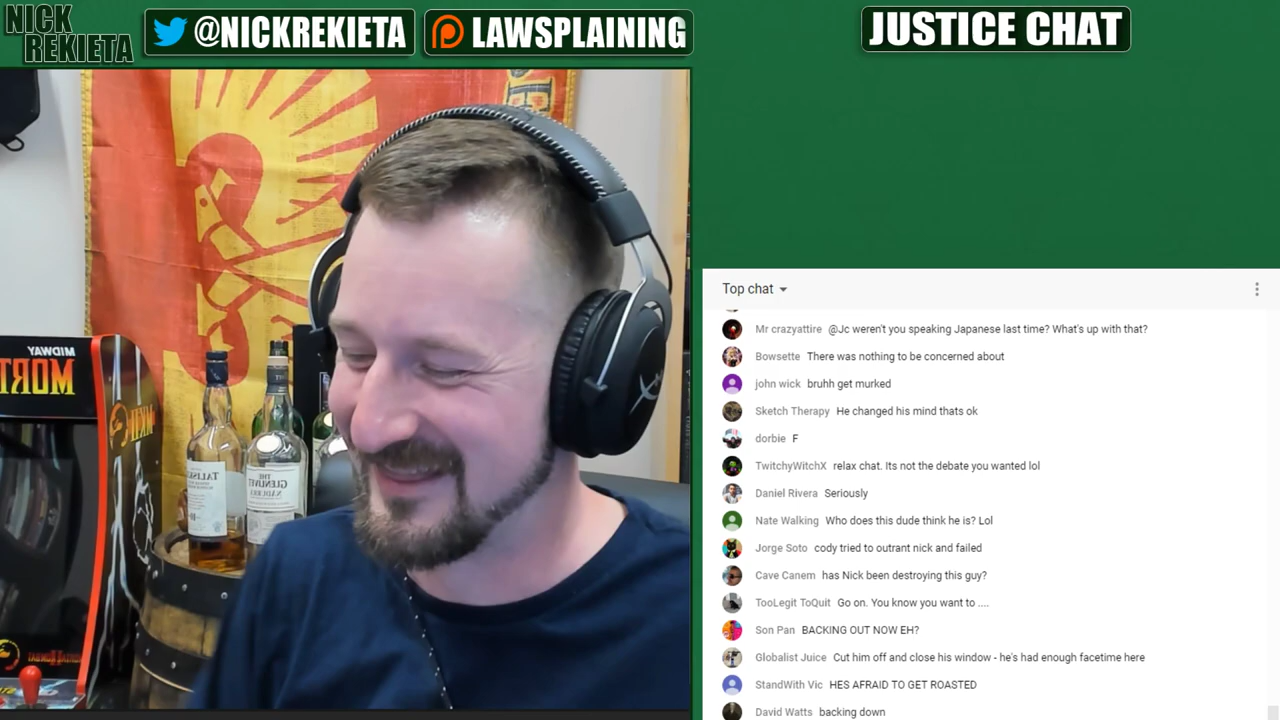 NICK
REKIETA
@NICKREKIETA
LAWSPLAINING
JUSTICE CHAT
MIDWAY
MORT
MKII
TALISK
THE
GLENLIVET
NADURRA
Top chat
Mr crazyattire @Jc weren't you speaking Japanese last time? What's up with that?
Bowsette There was nothing to be concerned about
john wick bruhh get murked
Sketch Therapy He changed his mind thats ok
dorbie F
TwitchyWitchX relax chat. Its not the debate you wanted lol
Daniel Rivera Seriously
Nate Walking Who does this dude think he is? Lol
Jorge Soto cody tried to outrant nick and failed
Cave Canem has Nick been destroying this guy?
TooLegit ToQuit Go on. You know you want to ....
Son Pan BACKING OUT NOW EH?
Globalist Juice Cut him off and close his window - he's had enough facetime here
StandWith Vic HES AFRAID TO GET ROASTED
David Watts backing down